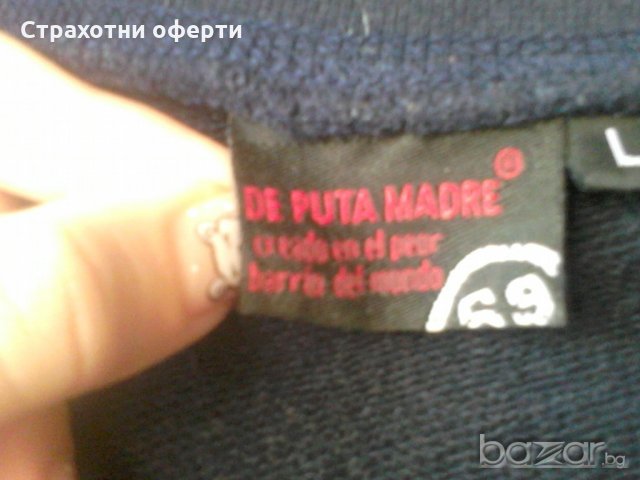 Страхотни оферти
DE PUTA MADRE®
creado en el peor
barrio del mundo
69
L
bazar.bg